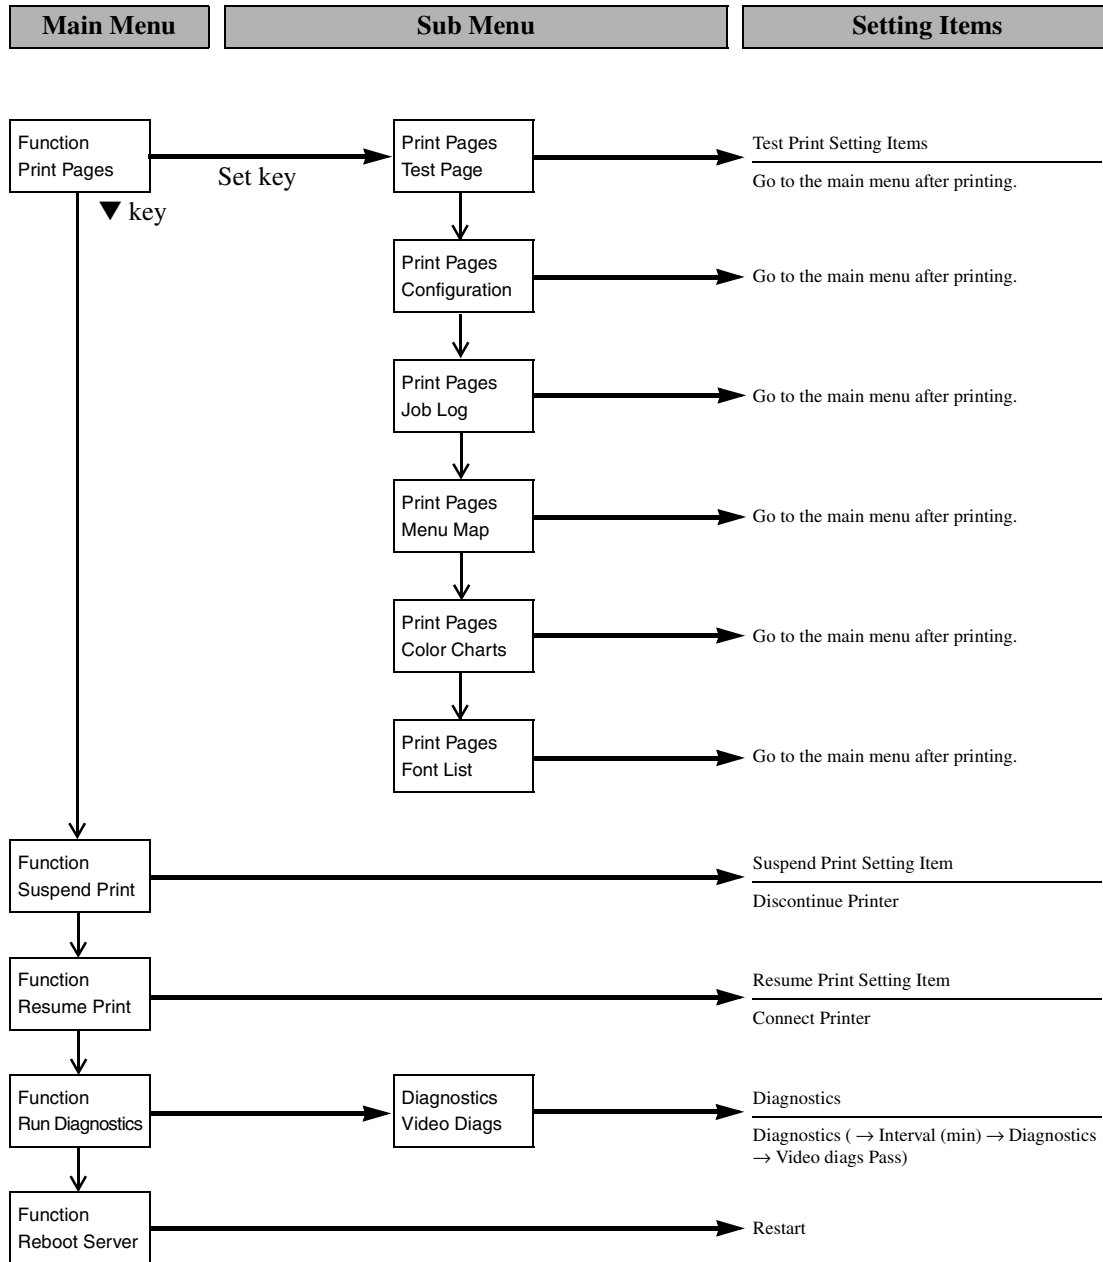 Main Menu
Sub Menu
Setting Items
Function
Print Pages
Set key
▼ key
Print Pages
Test Page
Test Print Setting Items
Go to the main menu after printing.
Print Pages
Configuration
Go to the main menu after printing.
Print Pages
Job Log
Go to the main menu after printing.
Print Pages
Menu Map
Go to the main menu after printing.
Print Pages
Color Charts
Go to the main menu after printing.
Print Pages
Font List
Go to the main menu after printing.
Function
Suspend Print
Suspend Print Setting Item
Discontinue Printer
Function
Resume Print
Resume Print Setting Item
Connect Printer
Function
Run Diagnostics
Diagnostics
Video Diags
Diagnostics
Diagnostics ( → Interval (min) → Diagnostics
→ Video diags Pass)
Function
Reboot Server
Restart